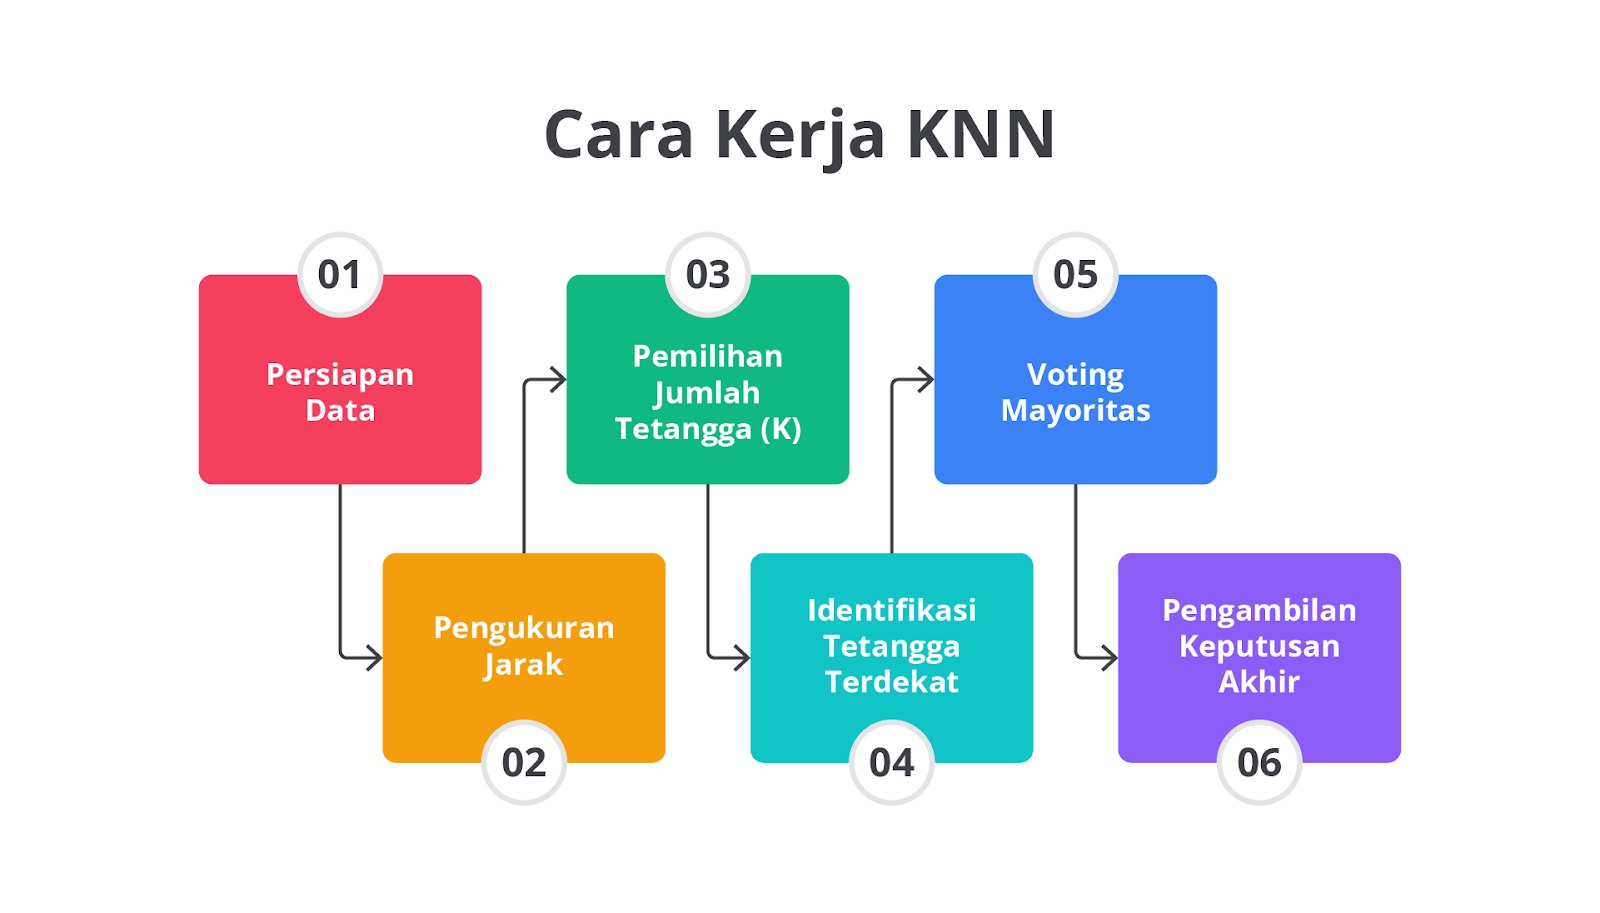 Cara Kerja KNN
01
Persiapan
Data
02
Pengukuran
Jarak
03
Pemilihan
Jumlah
Tetangga (K)
04
Identifikasi
Tetangga
Terdekat
05
Voting
Mayoritas
06
Pengambilan
Keputusan
Akhir